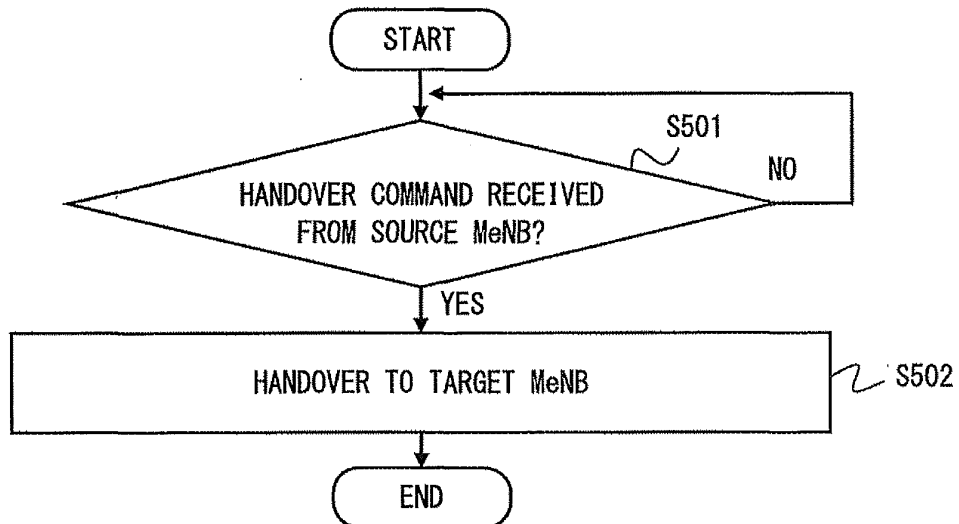 START
S501
NO
HANDOVER COMMAND RECEIVED
FROM SOURCE MeNB?
YES
HANDOVER TO TARGET MeNB
S502
END